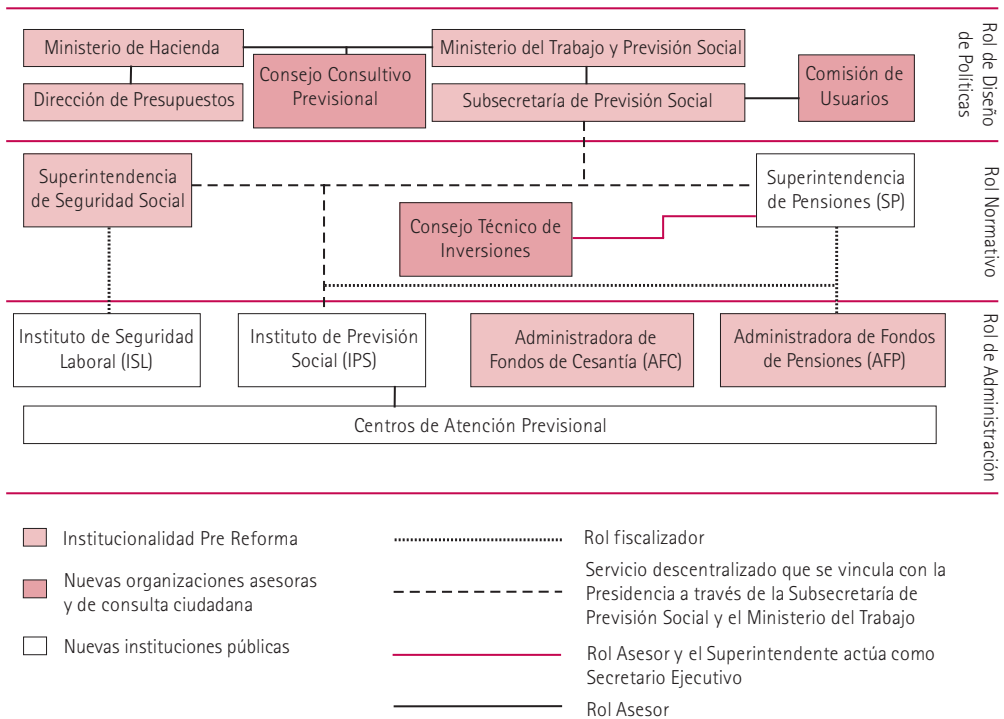 Ministerio de Hacienda
Dirección de Presupuestos
Consejo Consultivo
Previsional
Ministerio del Trabajo y Previsión Social
Subsecretaría de Previsión Social
Comisión de
Usuarios
Rol de Diseño
de Políticas
Superintendencia
de Seguridad Social
Consejo Técnico de
Inversiones
Superintendencia
de Pensiones (SP)
Rol Normativo
Instituto de Seguridad
Laboral (ISL)
Instituto de Previsión
Social (IPS)
Administradora de
Fondos de Cesantía (AFC)
Administradora de Fondos
de Pensiones (AFP)
Centros de Atención Previsional
Rol de Administración
Institucionalidad Pre Reforma
Nuevas organizaciones asesoras
y de consulta ciudadana
Nuevas instituciones públicas
Rol fiscalizador
Servicio descentralizado que se vincula con la
Presidencia a través de la Subsecretaría de
Previsión Social y el Ministerio del Trabajo
Rol Asesor y el Superintendente actúa como
Secretario Ejecutivo
Rol Asesor